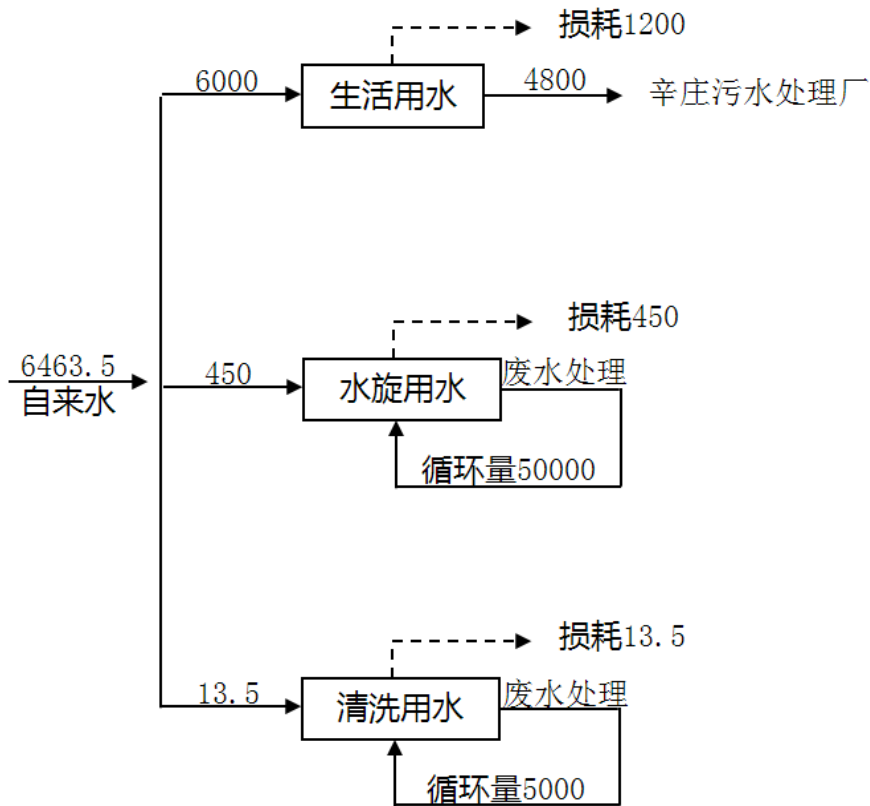 损耗1200
6000
生活用水
4800
辛庄污水处理厂
损耗450
6463.5
自来水
450
水旋用水
废水处理
循环量50000
损耗13.5
13.5
清洗用水
废水处理
循环量5000